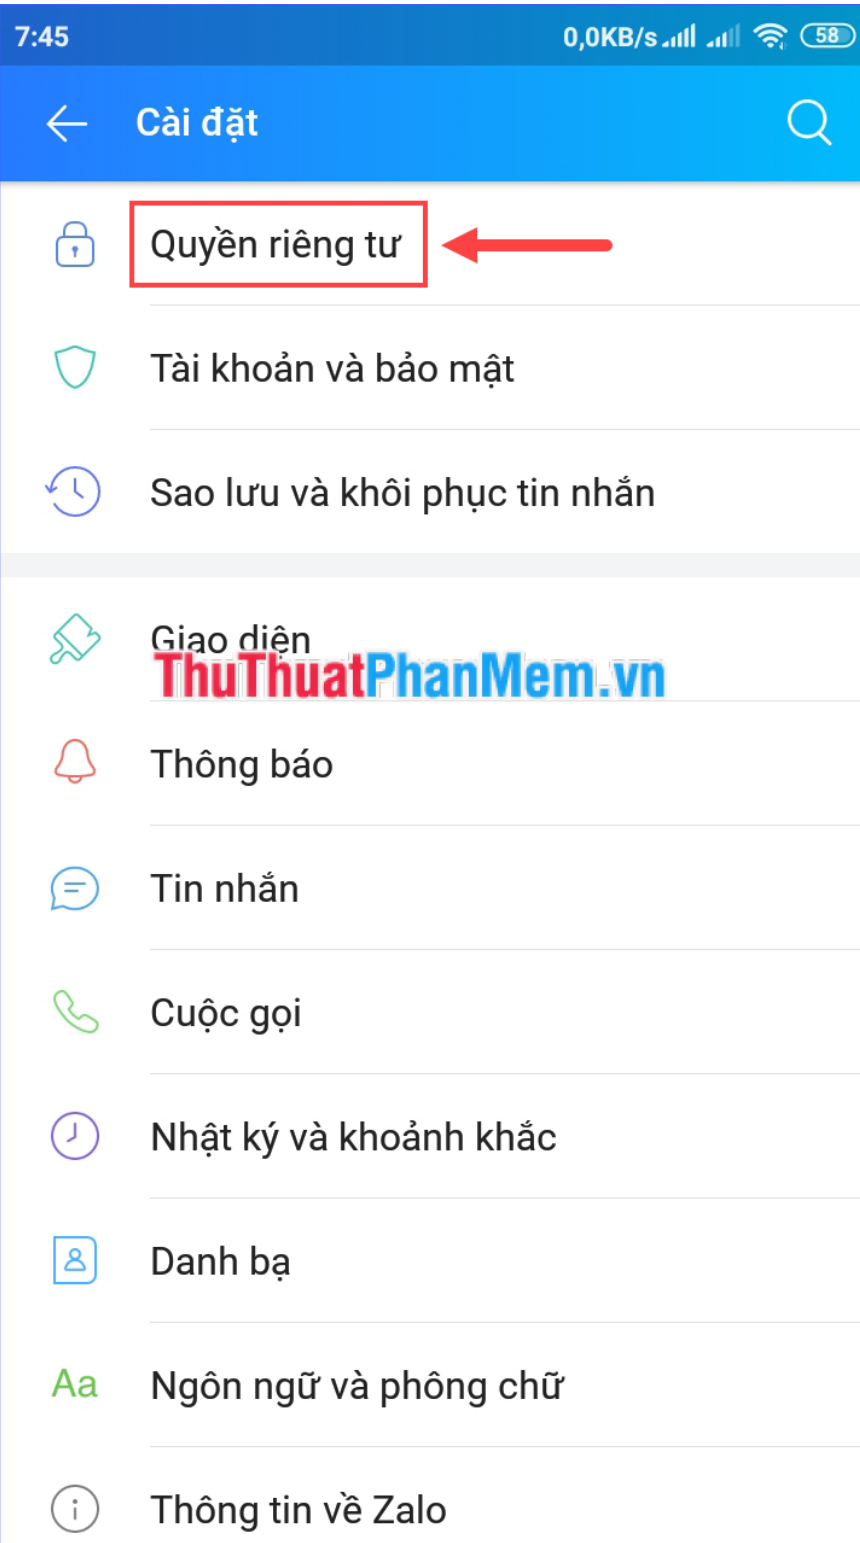 7:45 0,0KB/s 58
Cài đặt
Quyền riêng tư
Tài khoản và bảo mật
Sao lưu và khôi phục tin nhắn
Giao diện
ThuThuatPhanMem.vn
Thông báo
Tin nhắn
Cuộc gọi
Nhật ký và khoảnh khắc
Danh bạ
Aa Ngôn ngữ và phông chữ
Thông tin về Zalo